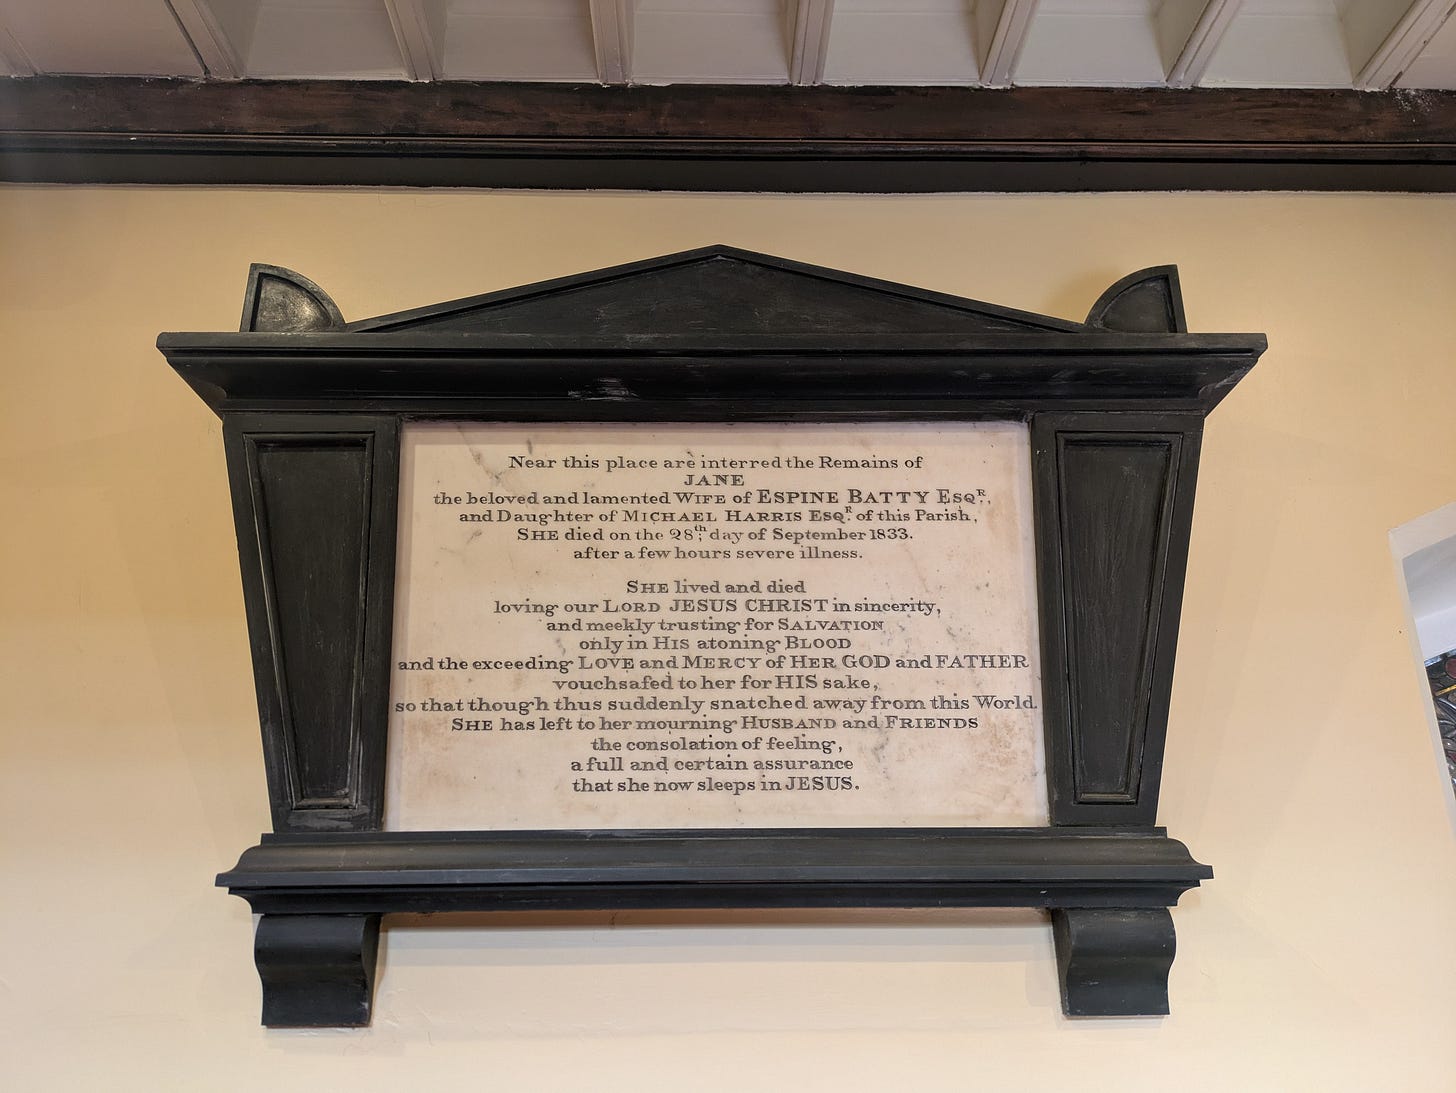 Near this place are interred the Remains of
JANE
the beloved and lamented WIFE of ESPINE BATTY ESQR.,
and Daughter of MICHAEL HARRIS ESQR. of this Parish,
SHE died on the 28th. day of September 1833.
after a few hours severe illness.
SHE lived and died
loving our LORD JESUS CHRIST in sincerity,
and meekly trusting for SALVATION
only in HIS atoning BLOOD
and the exceeding LOVE and MERCY of HER GOD and FATHER
vouchsafed to her for HIS sake,
so that though thus suddenly snatched away from this World.
SHE has left to her mourning HUSBAND and FRIENDS
the consolation of feeling,
a full and certain assurance
that she now sleeps in JESUS.